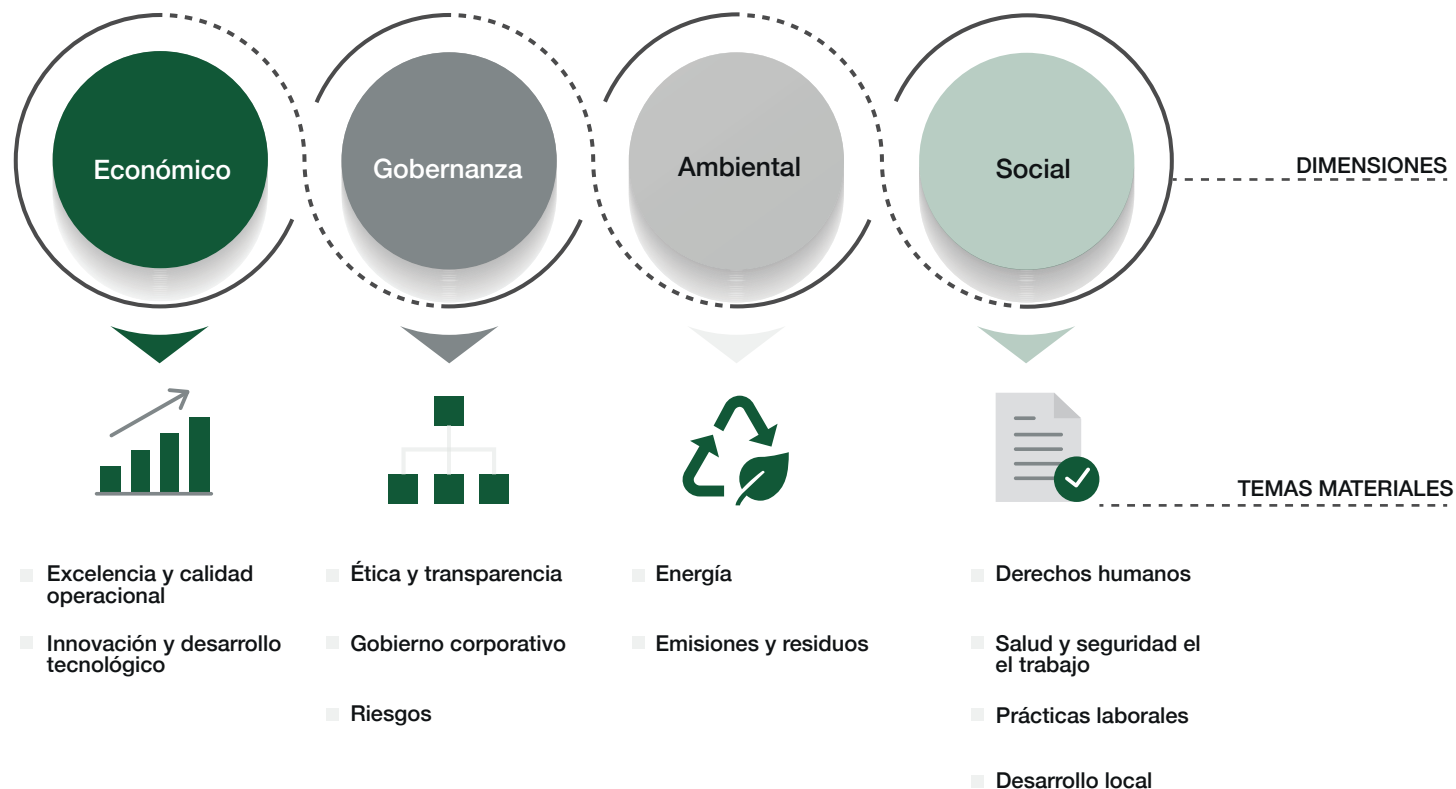 Económico
Gobernanza
Ambiental
Social
DIMENSIONES
TEMAS MATERIALES
Excelencia y calidad
operacional
Innovación y desarrollo
tecnológico
Ética y transparencia
Gobierno corporativo
Riesgos
Energía
Emisiones y residuos
Derechos humanos
Salud y seguridad el
el trabajo
Prácticas laborales
Desarrollo local